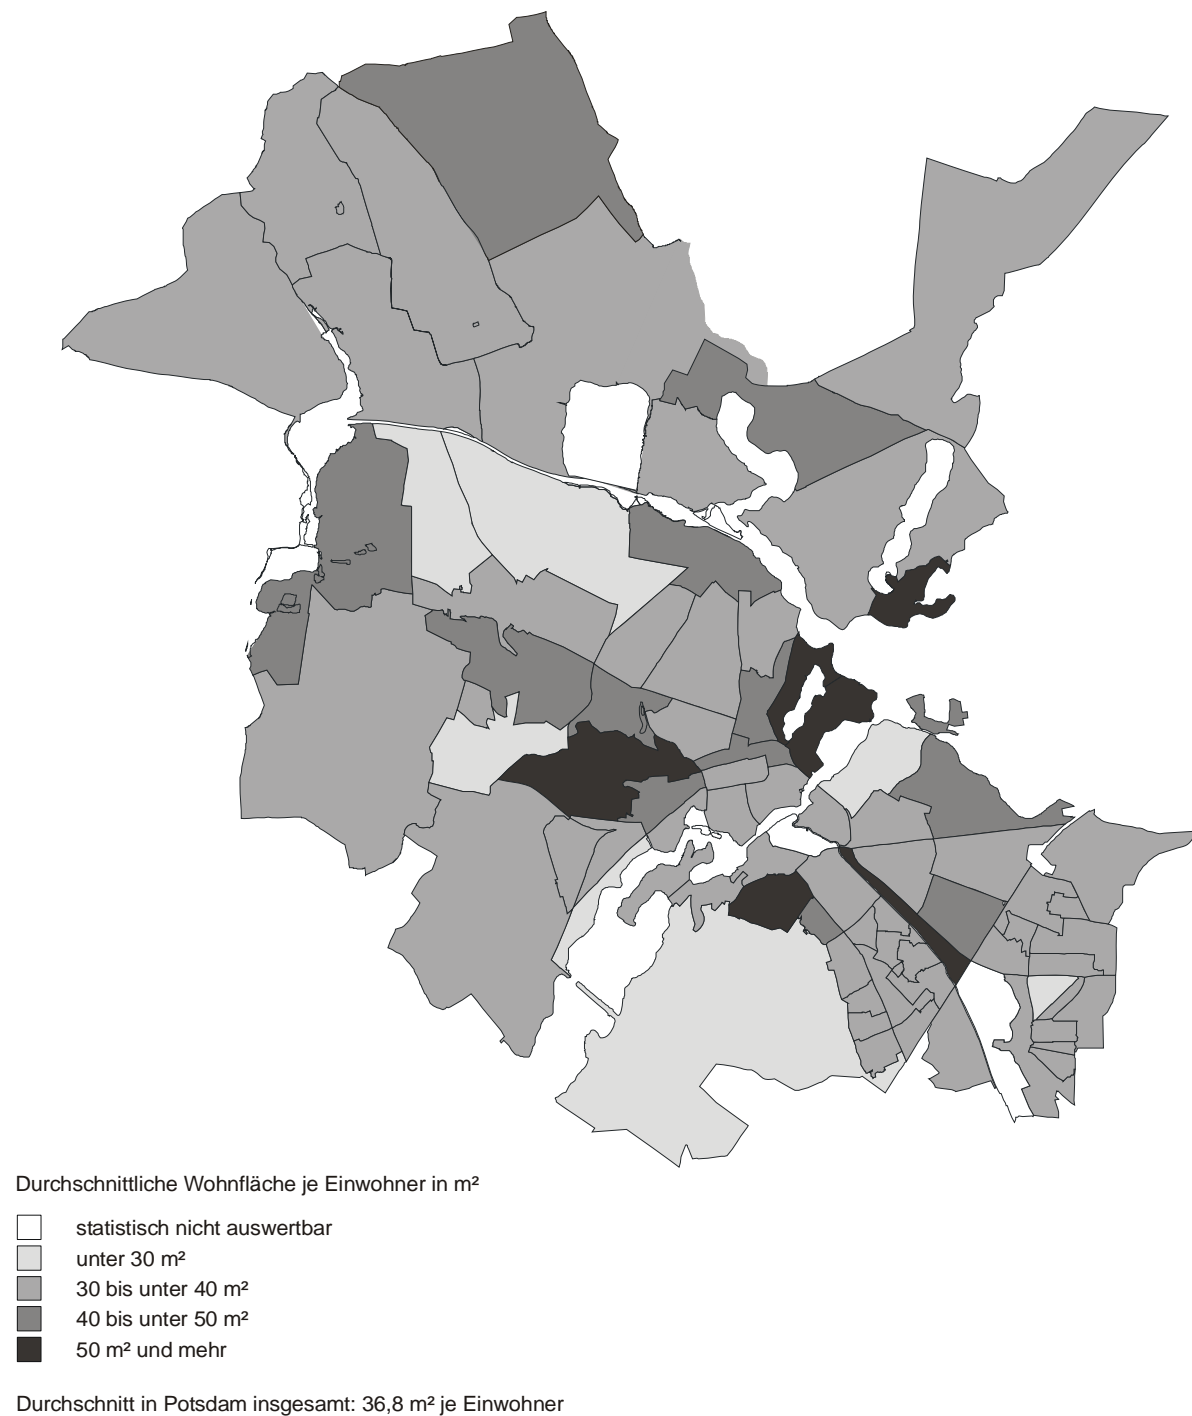 Durchschnittliche Wohnfläche je Einwohner in m²
statistisch nicht auswertbar
unter 30 m²
30 bis unter 40 m²
40 bis unter 50 m²
50 m² und mehr
Durchschnitt in Potsdam insgesamt: 36,8 m² je Einwohner